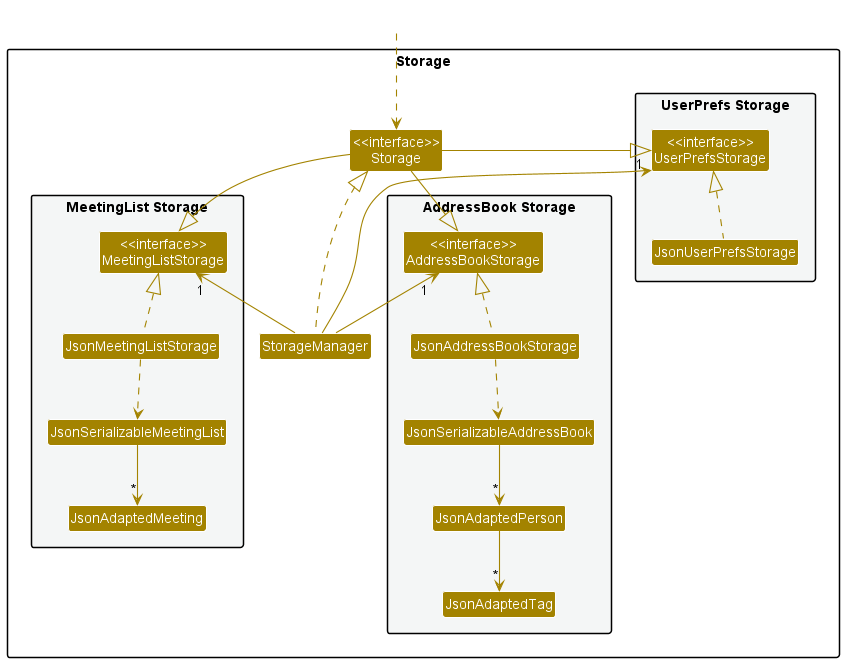 Storage
UserPrefs Storage
<<interface>>
Storage
<<interface>>
UserPrefsStorage
1
MeetingList Storage
AddressBook Storage
<<interface>>
MeetingListStorage
<<interface>>
AddressBookStorage
JsonUserPrefsStorage
1
1
JsonMeetingListStorage
StorageManager
JsonAddressBookStorage
JsonSerializableMeetingList
JsonSerializableAddressBook
*
*
JsonAdaptedMeeting
JsonAdaptedPerson
*
JsonAdaptedTag